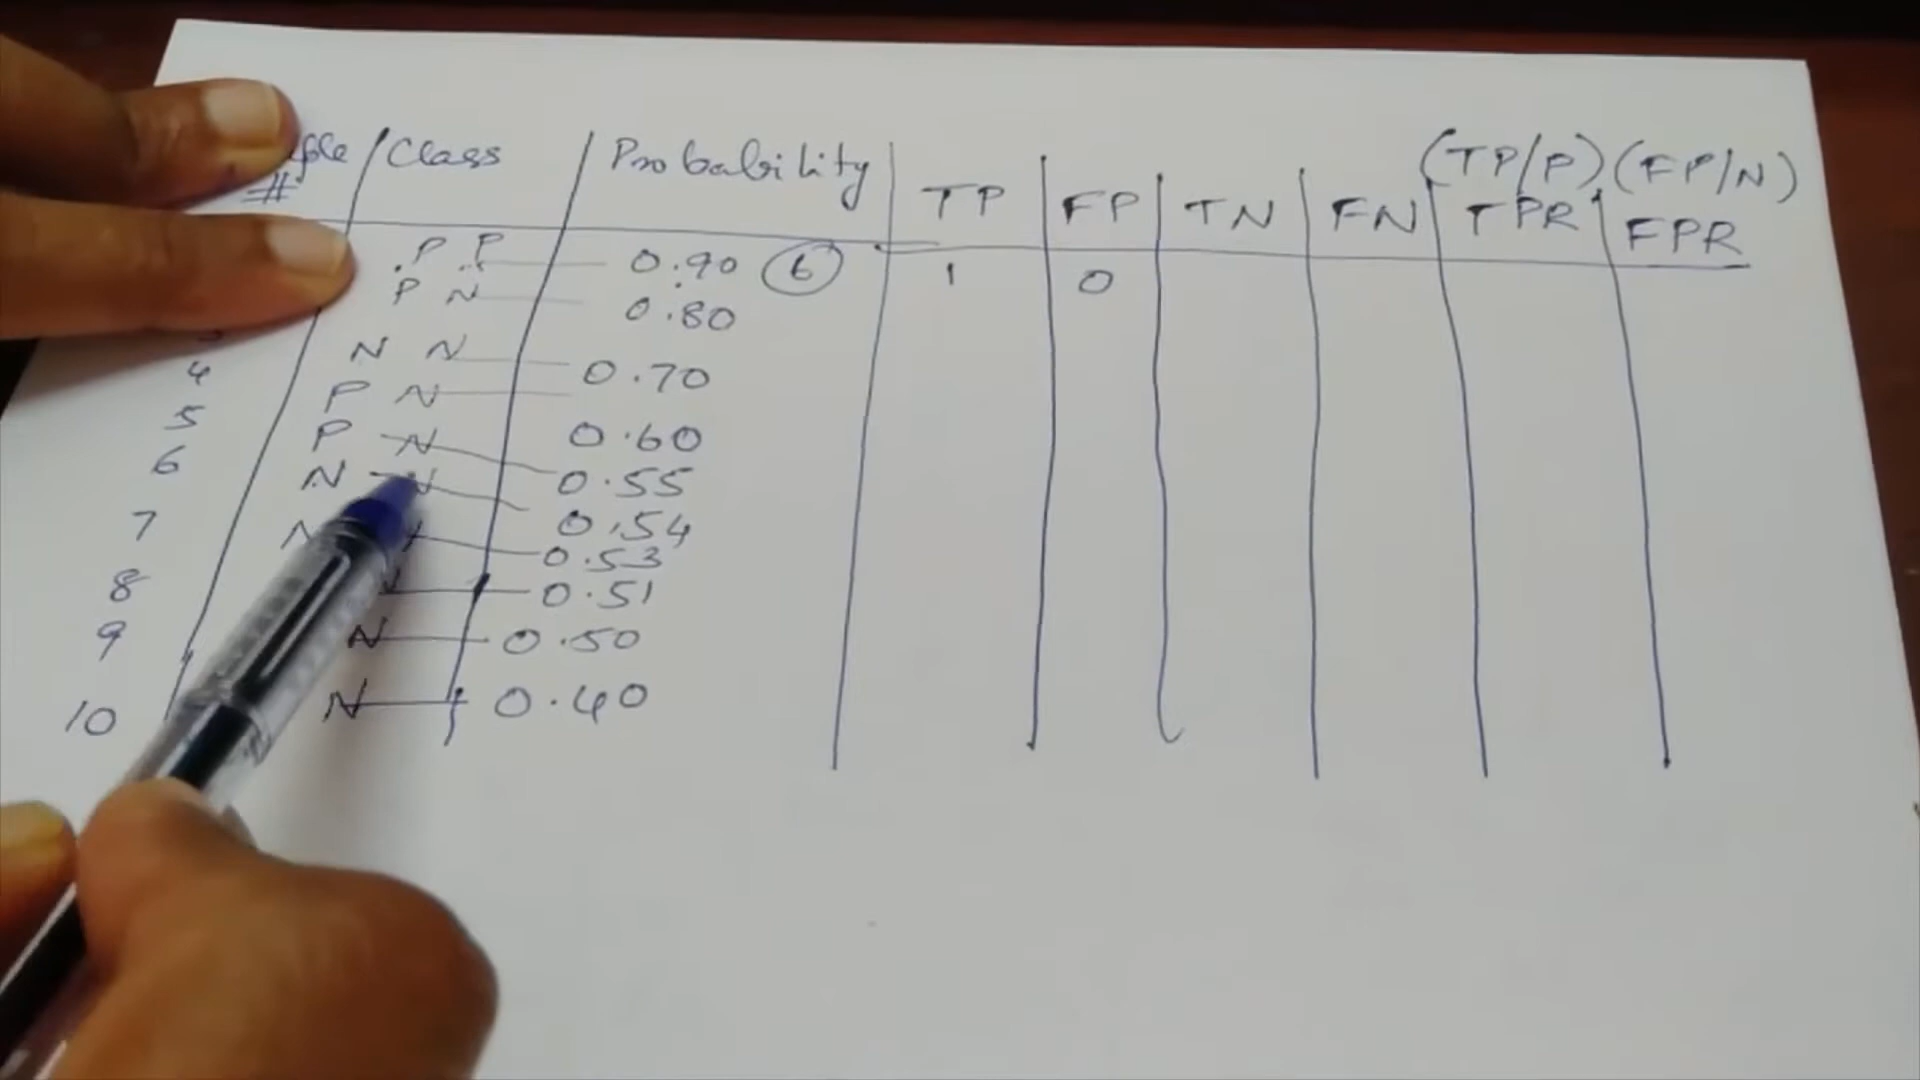 Class Probability TP FP TN FN (TP/P) TPR (FP/N) FPR
#
P P 0.90 6 1 0
P N 0.80
N N 0.70
4 P N 0.60
5 P N 0.55
6 N N 0.54
7 N 0.53
8 0.51
9 N 0.50
10 N 0.40